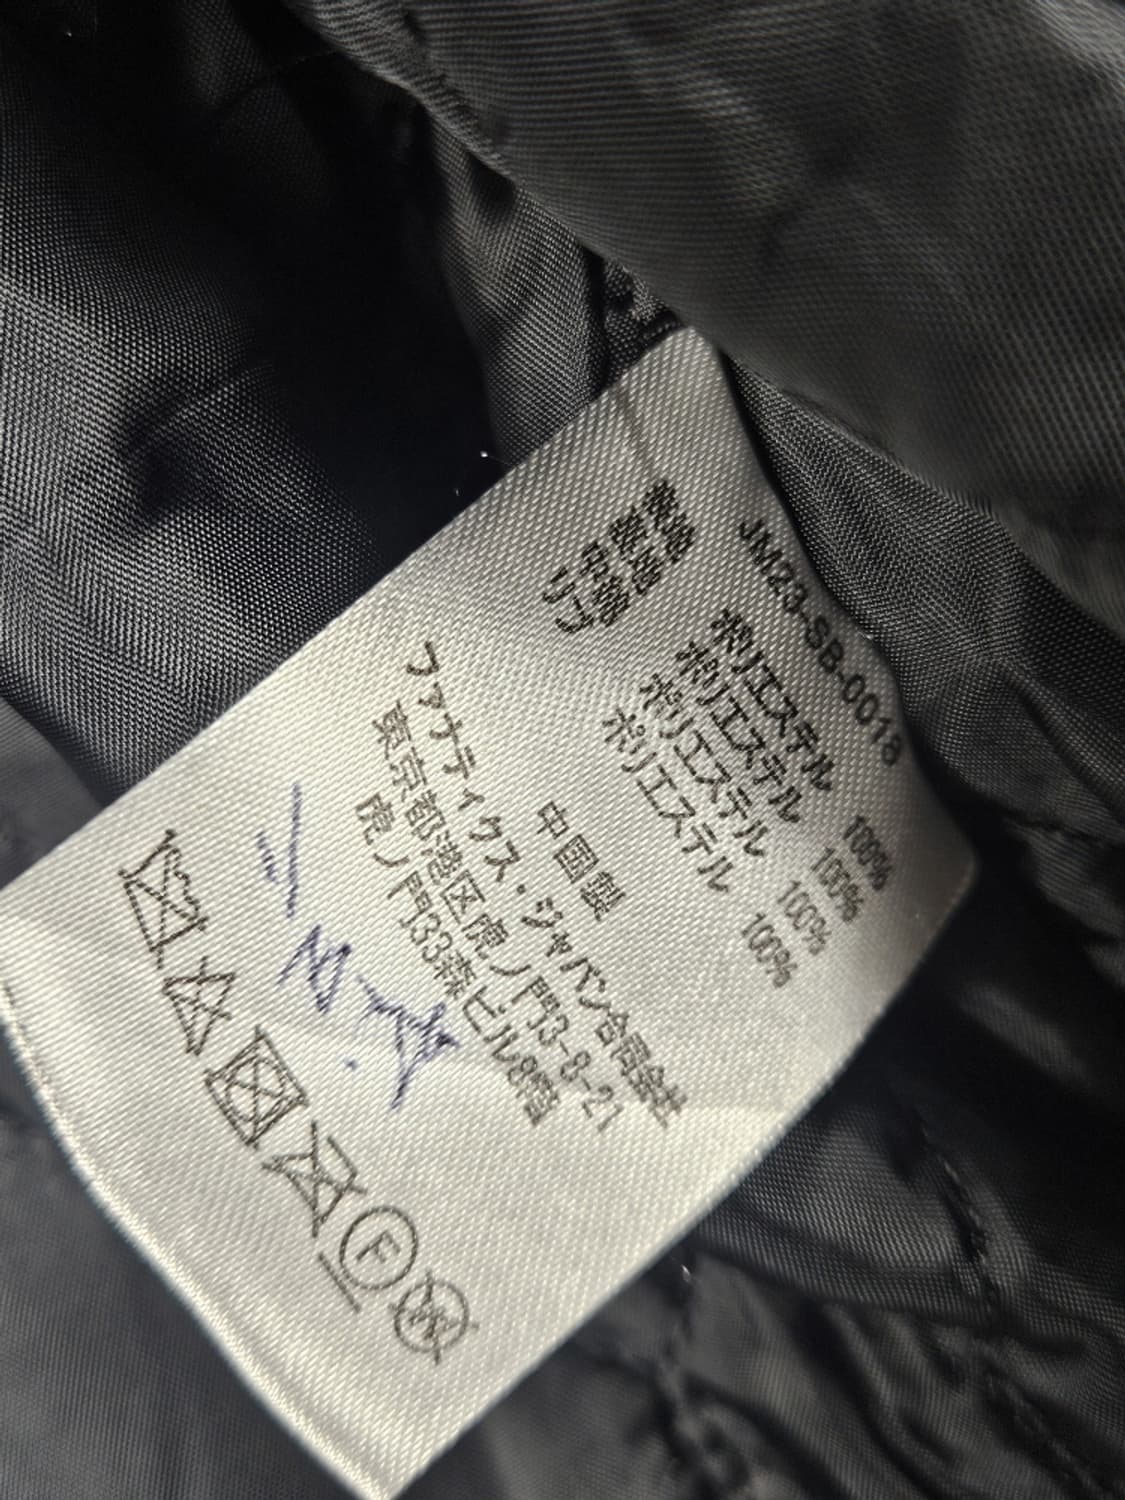 JM23-SB-0018
表地 ポリエステル 100%
裏地 ポリエステル 100%
中綿 ポリエステル 100%
リブ ポリエステル 100%
中国製
ファナティクス・ジャパン合同会社
東京都港区虎ノ門3-8-21
虎ノ門33森ビル8階
F
W